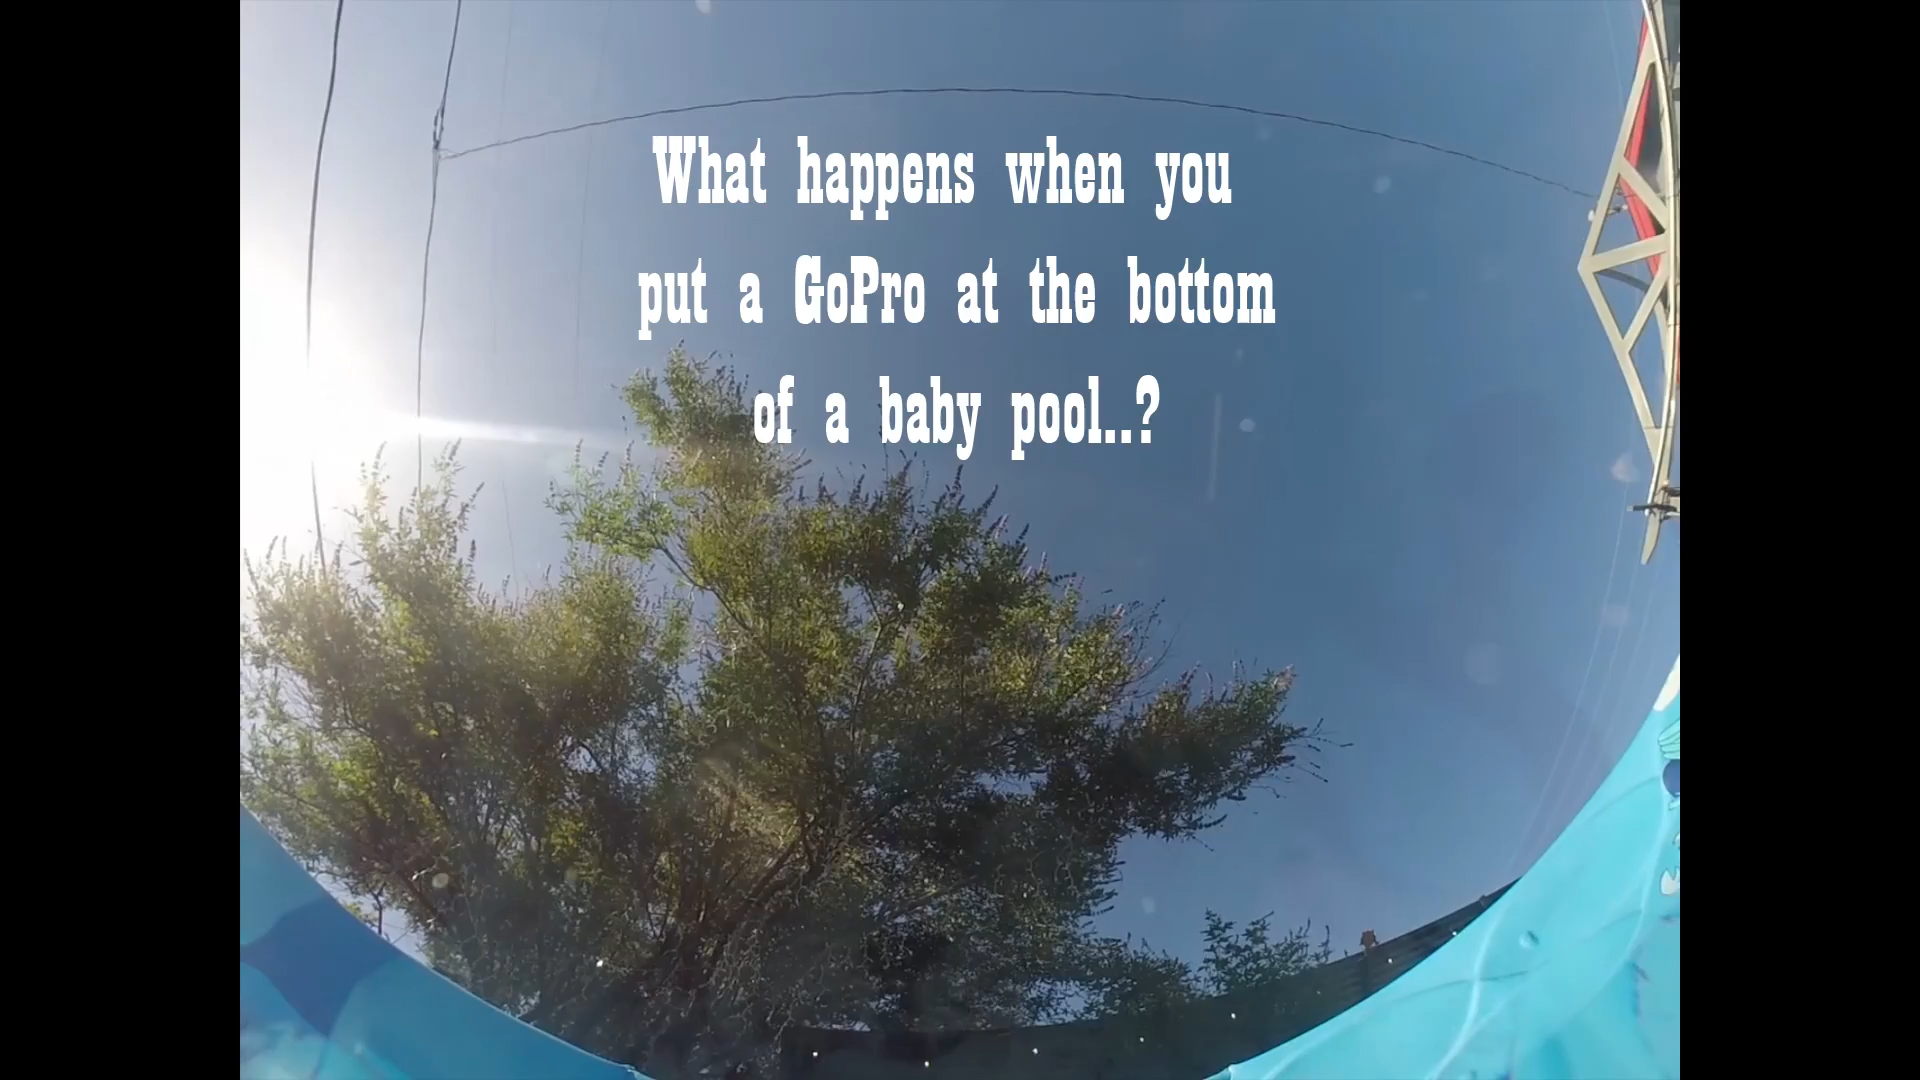 What happens when you
put a GoPro at the bottom
of a baby pool..?